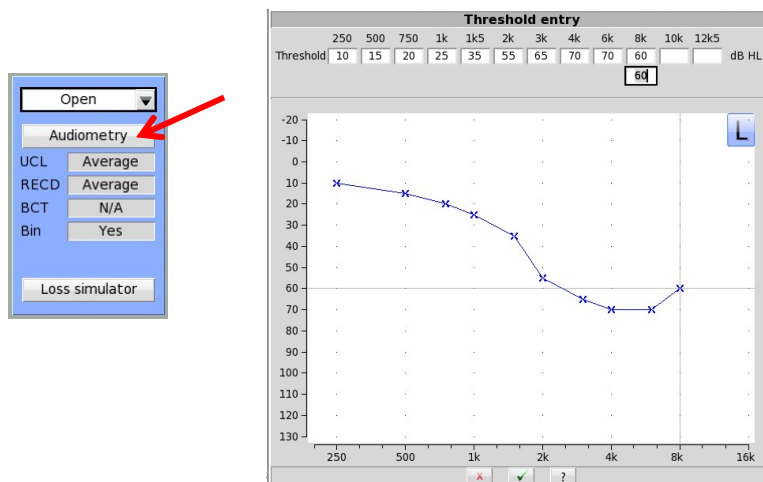 Open
Audiometry
UCL Average
RECD Average
BCT N/A
Bin Yes
Loss simulator
Threshold entry
250 500 750 1k 1k5 2k 3k 4k 6k 8k 10k 12k5
Threshold 10 15 20 25 35 55 65 70 70 60 dB HL
60
L
-20
-10
0
10
20
30
40
50
60
70
80
90
100
110
120
130
250 500 1k 2k 4k 8k 16k
X ✓ ?